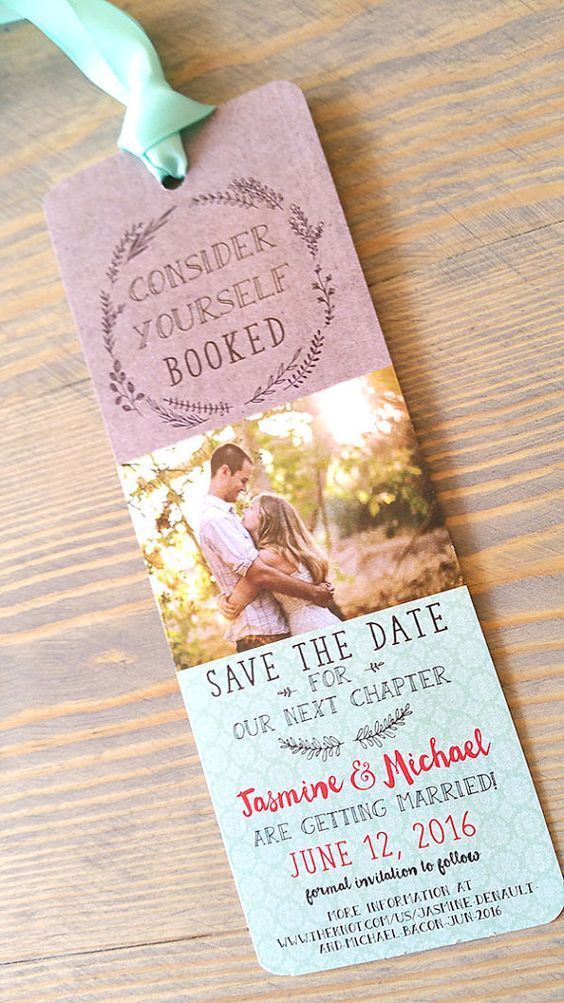 CONSIDER
YOURSELF
BOOKED
SAVE THE DATE
FOR
OUR NEXT CHAPTER
Jasmine & Michael
ARE GETTING MARRIED!
JUNE 12, 2016
formal invitation to follow
MORE INFORMATION AT
WWW.THEKNOT.COM/US/JASMINE-DENAULT-
AND-MICHAEL-BACON-JUN-2016